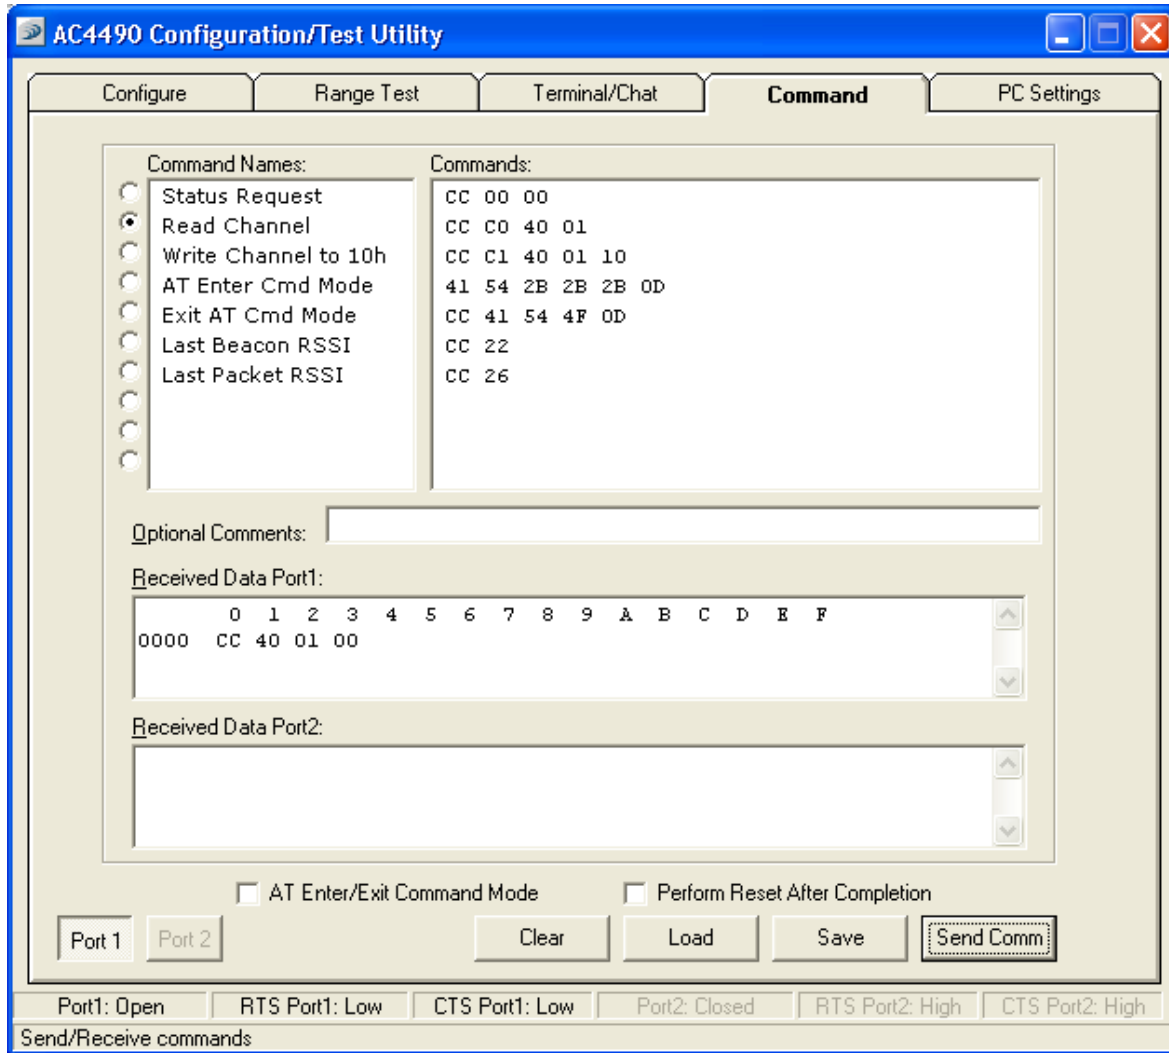 AC4490 Configuration/Test Utility
Configure Range Test Terminal/Chat Command PC Settings
Command Names: Commands:
Status Request CC 00 00
Read Channel CC C0 40 01
Write Channel to 10h CC C1 40 01 10
AT Enter Cmd Mode 41 54 2B 2B 2B 0D
Exit AT Cmd Mode CC 41 54 4F 0D
Last Beacon RSSI CC 22
Last Packet RSSI CC 26
Optional Comments:
Received Data Port1:
0 1 2 3 4 5 6 7 8 9 A B C D E F
0000 CC 40 01 00
Received Data Port2:
AT Enter/Exit Command Mode Perform Reset After Completion
Port 1 Port 2 Clear Load Save Send Comm
Port1: Open RTS Port1: Low CTS Port1: Low Port2: Closed RTS Port2: High CTS Port2: High
Send/Receive commands